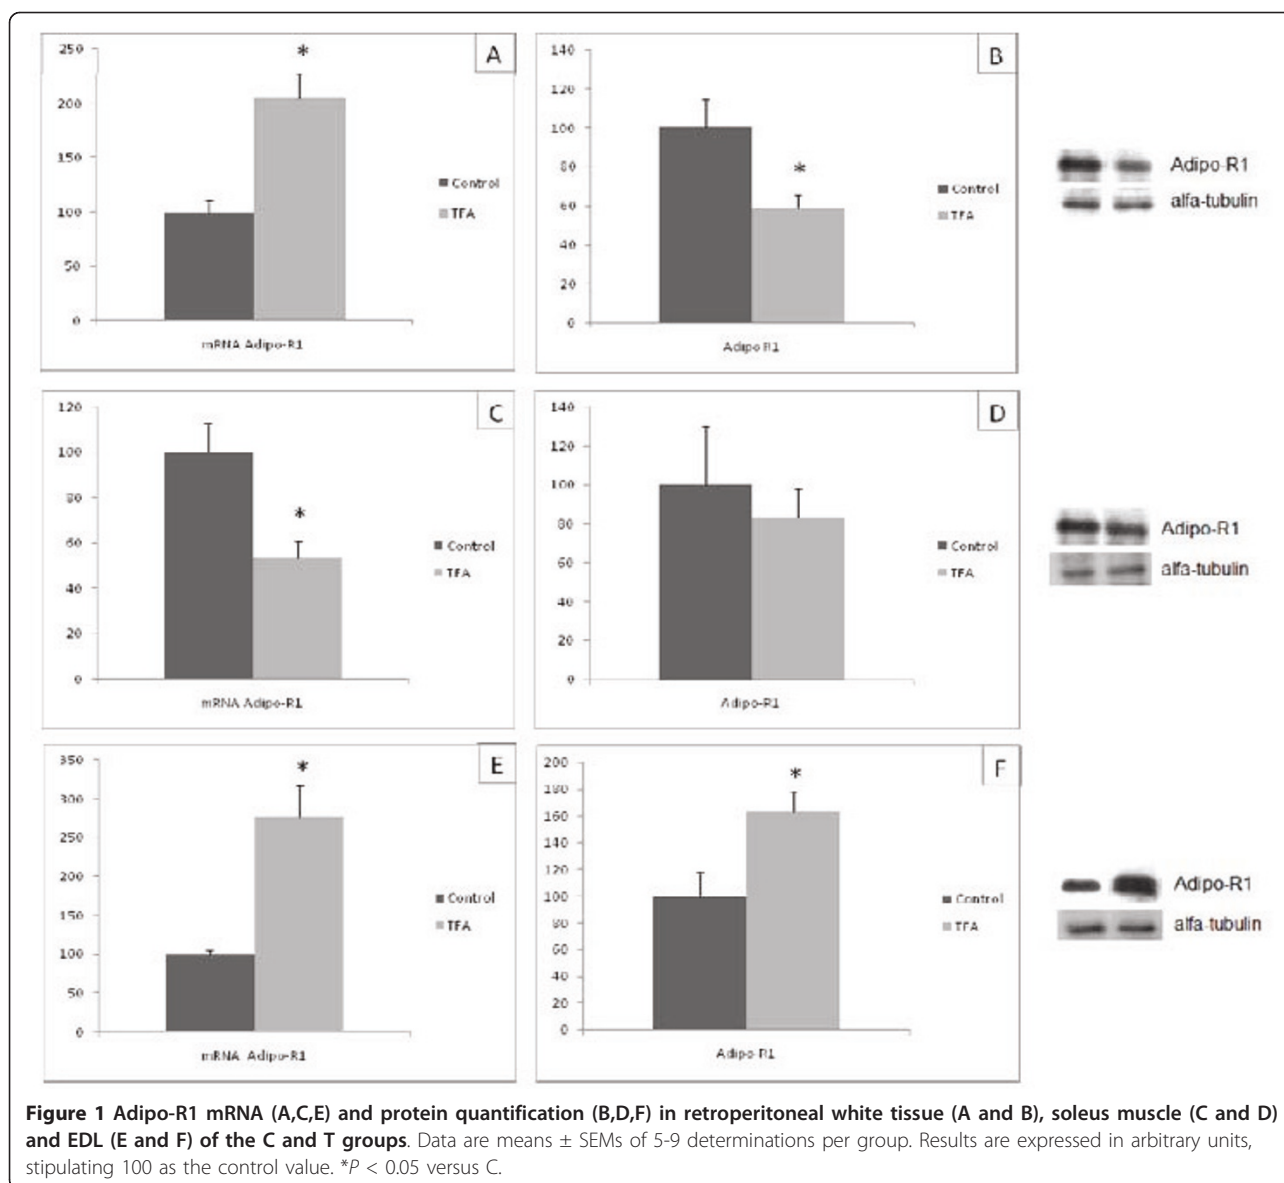 250
200
150
100
50
0
*
A
Control
TFA
mRNA Adipo-R1
140
120
100
80
60
40
20
0
*
B
Control
TFA
Adipo R1
Adipo-R1
alfa-tubulin
120
100
80
60
40
20
0
*
C
Control
TFA
mRNA Adipo-R1
140
120
100
80
60
40
20
0
D
Control
TFA
Adipo-R1
Adipo-R1
alfa-tubulin
350
300
250
200
150
100
50
0
*
E
Control
TFA
mRNA Adipo-R1
200
180
160
140
120
100
80
60
40
20
0
*
F
Control
TFA
Adipo-R1
Adipo-R1
alfa-tubulin
Figure 1 Adipo-R1 mRNA (A,C,E) and protein quantification (B,D,F) in retroperitoneal white tissue (A and B), soleus muscle (C and D)
and EDL (E and F) of the C and T groups. Data are means ± SEMs of 5-9 determinations per group. Results are expressed in arbitrary units,
stipulating 100 as the control value. *P < 0.05 versus C.